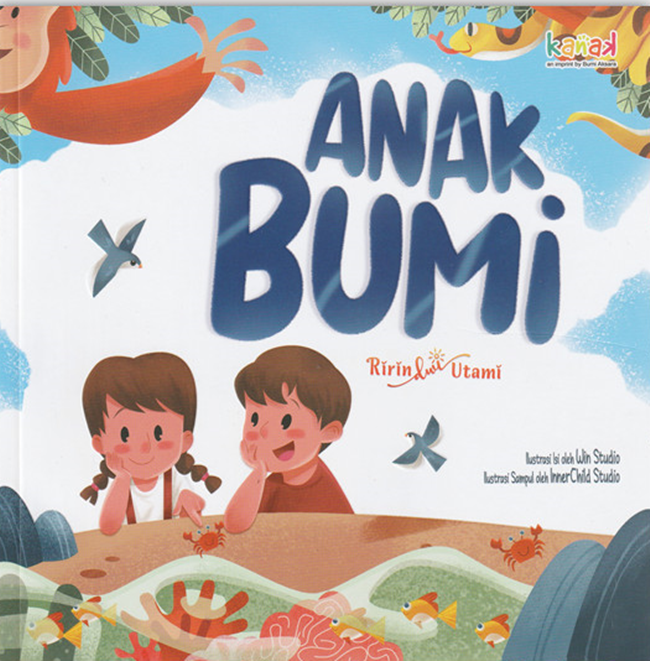 kanak
an imprint by Bumi Aksara
ANAK
BUMi
Ririn Dwi Utami
Ilustrasi Isi oleh Win Studio
Ilustrasi Sampul oleh InnerChild Studio